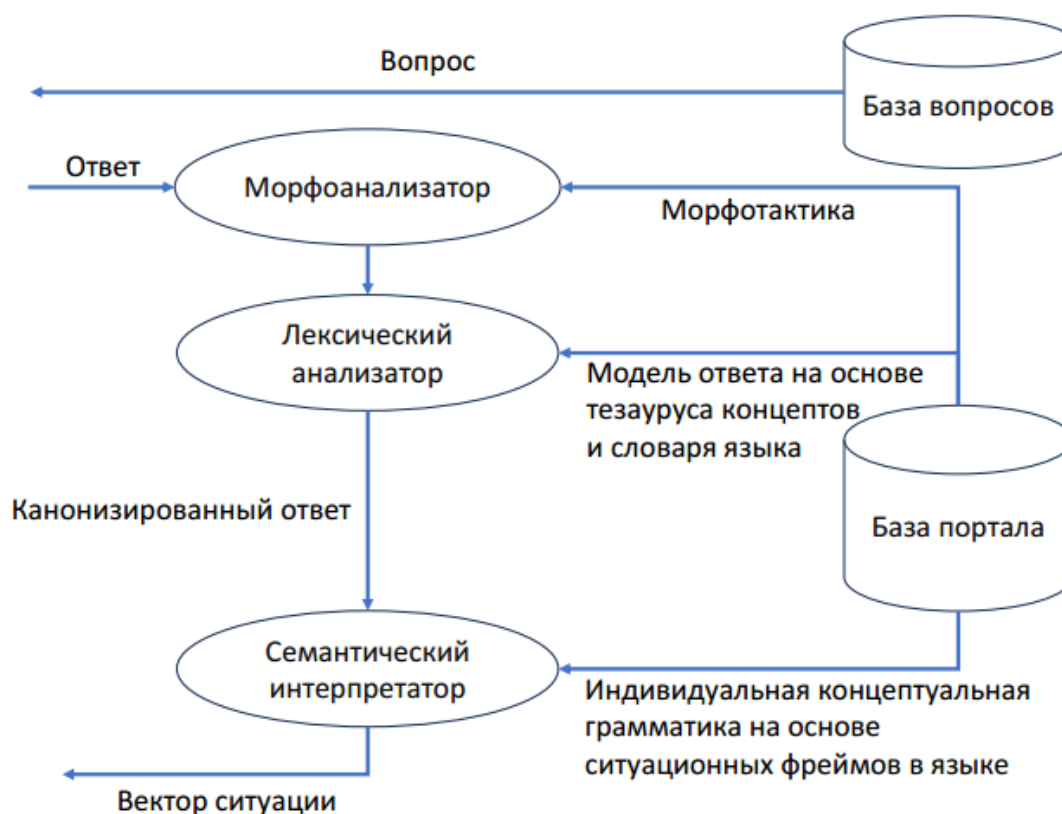 Вопрос
База вопросов
Ответ
Морфоанализатор
Морфотактика
Лексический
анализатор
Модель ответа на основе
тезауруса концептов
и словаря языка
Канонизированный ответ
База портала
Семантический
интерпретатор
Индивидуальная концептуальная
грамматика на основе
ситуационных фреймов в языке
Вектор ситуации